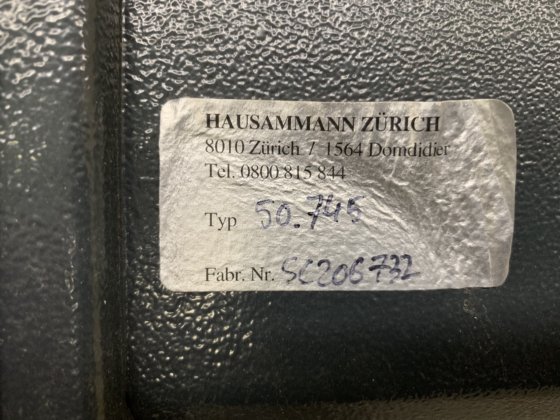 HAUSAMMANN ZÜRICH
8010 Zürich / 1564 Domdidier
Tel. 0800 815 844
Typ 50.745
Fabr. Nr. SC206732